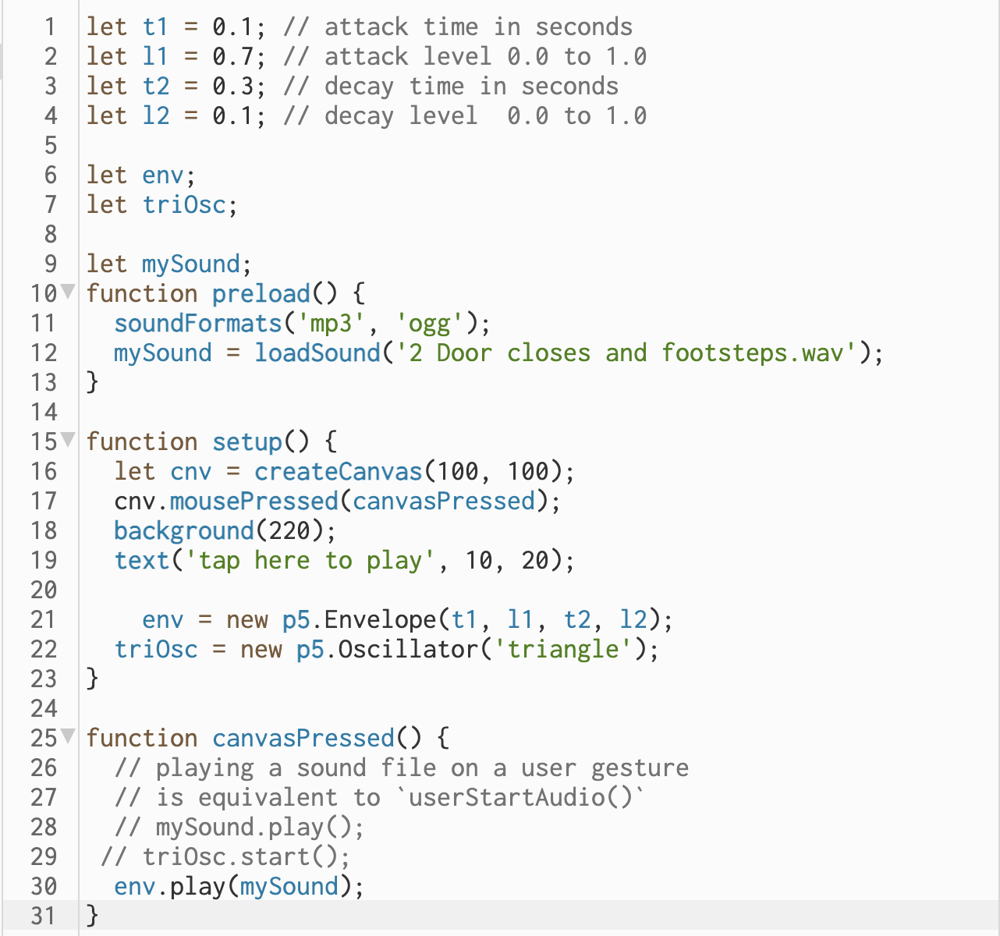 1 let t1 = 0.1; // attack time in seconds
2 let l1 = 0.7; // attack level 0.0 to 1.0
3 let t2 = 0.3; // decay time in seconds
4 let l2 = 0.1; // decay level  0.0 to 1.0
5
6 let env;
7 let triOsc;
8
9 let mySound;
10 function preload() {
11   soundFormats('mp3', 'ogg');
12   mySound = loadSound('2 Door closes and footsteps.wav');
13 }
14
15 function setup() {
16   let cnv = createCanvas(100, 100);
17   cnv.mousePressed(canvasPressed);
18   background(220);
19   text('tap here to play', 10, 20);
20
21     env = new p5.Envelope(t1, l1, t2, l2);
22   triOsc = new p5.Oscillator('triangle');
23 }
24
25 function canvasPressed() {
26   // playing a sound file on a user gesture
27   // is equivalent to `userStartAudio()`
28   // mySound.play();
29  // triOsc.start();
30   env.play(mySound);
31 }